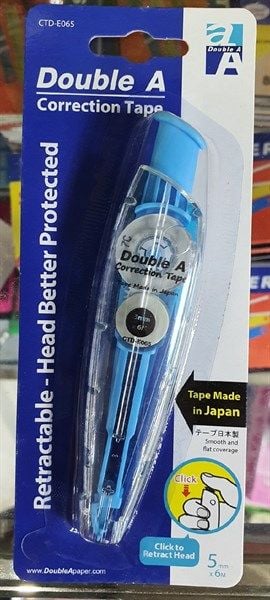 CTD-E065
a
Double A
A
Double A
Correction Tape
Retractable - Head Better Protected
Double A
Correction Tape
Tape Made in Japan
5mm
CTD-E065
Tape Made
in Japan
テープ日本製
Smooth and
flat coverage
Click
Click to
Retract Head
5mm
x 6M
www.DoubleApaper.com